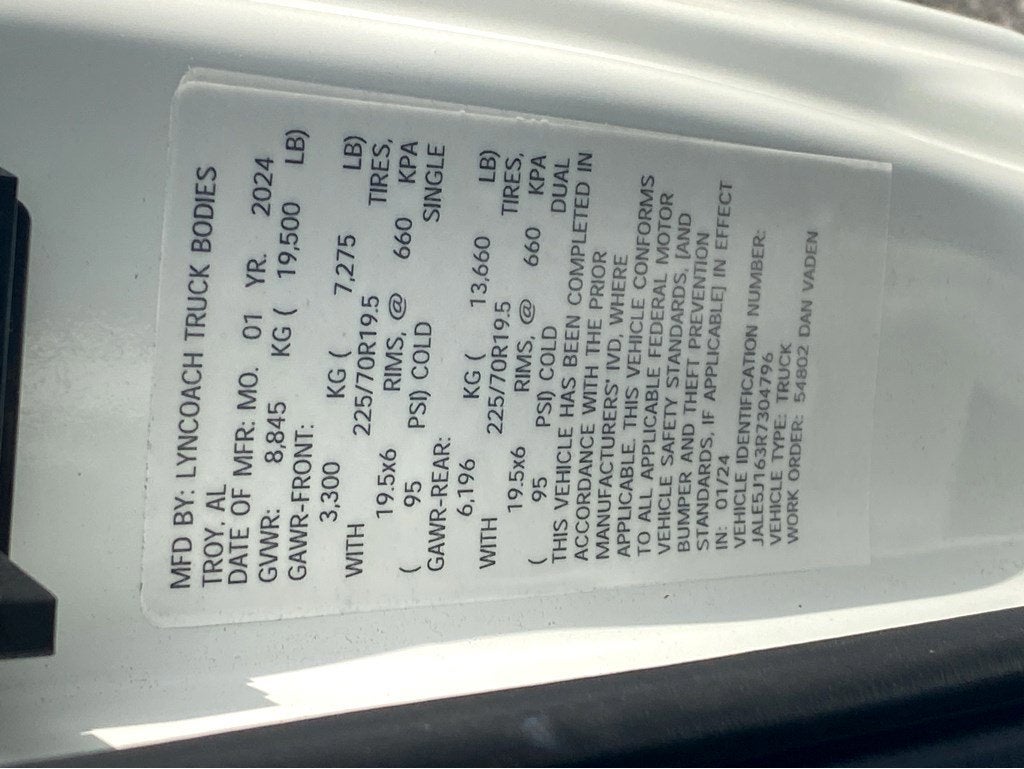 MFD BY: LYNCOACH TRUCK BODIES
TROY, AL
DATE OF MFR: MO. 01 YR. 2024
GVWR: 8,845 KG ( 19,500 LB)
GAWR-FRONT:
3,300 KG ( 7,275 LB)
WITH 225/70R19.5 TIRES,
19.5x6 RIMS, @ 660 KPA
( 95 PSI) COLD SINGLE
GAWR-REAR:
6,196 KG ( 13,660 LB)
WITH 225/70R19.5 TIRES,
19.5x6 RIMS, @ 660 KPA
( 95 PSI) COLD DUAL
THIS VEHICLE HAS BEEN COMPLETED IN
ACCORDANCE WITH THE PRIOR
MANUFACTURERS' IVD, WHERE
APPLICABLE. THIS VEHICLE CONFORMS
TO ALL APPLICABLE FEDERAL MOTOR
VEHICLE SAFETY STANDARDS, [AND
BUMPER AND THEFT PREVENTION
STANDARDS, IF APPLICABLE] IN EFFECT
IN: 01/24
VEHICLE IDENTIFICATION NUMBER:
JALE5J163R7304796
VEHICLE TYPE: TRUCK
WORK ORDER: 54802 DAN VADEN